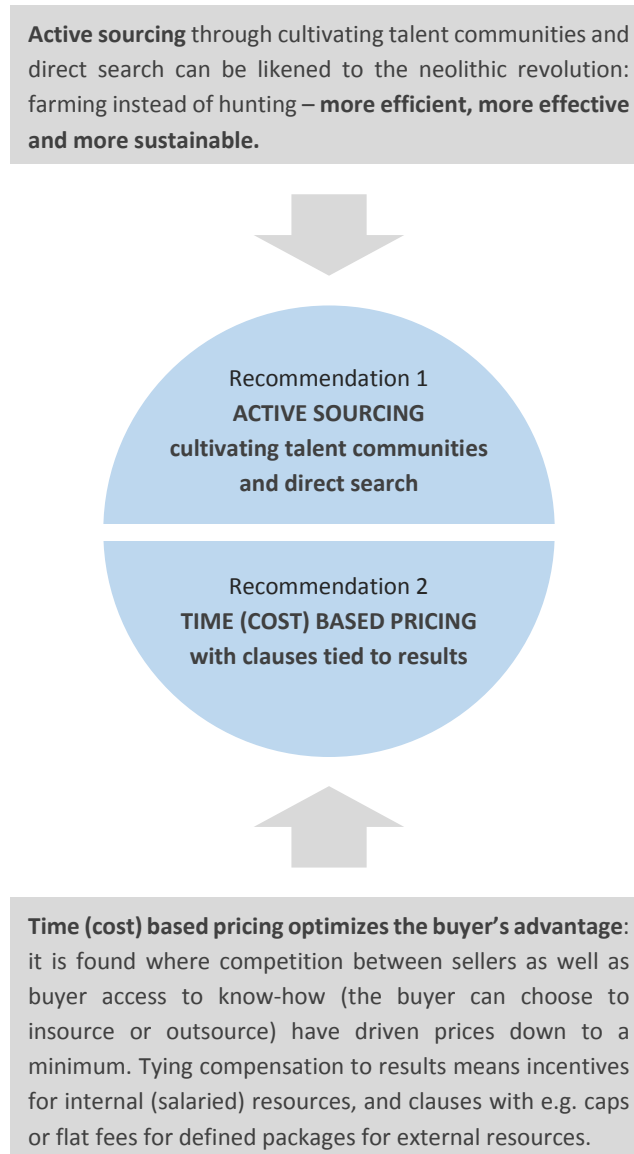 Active sourcing through cultivating talent communities and
direct search can be likened to the neolithic revolution:
farming instead of hunting – more efficient, more effective
and more sustainable.
Recommendation 1
ACTIVE SOURCING
cultivating talent communities
and direct search
Recommendation 2
TIME (COST) BASED PRICING
with clauses tied to results
Time (cost) based pricing optimizes the buyer’s advantage:
it is found where competition between sellers as well as
buyer access to know-how (the buyer can choose to
insource or outsource) have driven prices down to a
minimum. Tying compensation to results means incentives
for internal (salaried) resources, and clauses with e.g. caps
or flat fees for defined packages for external resources.